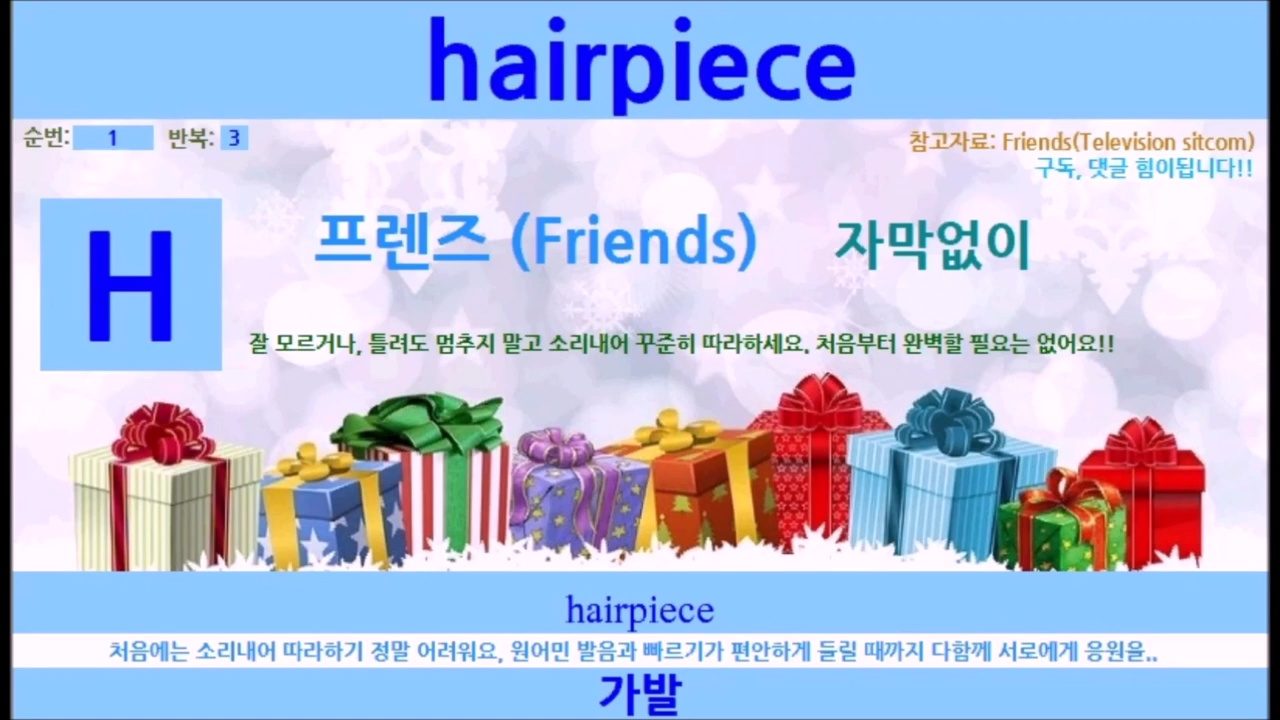 hairpiece
순번: 1 반복: 3
참고자료: Friends(Television sitcom)
구독, 댓글 힘이됩니다!!
H
프렌즈 (Friends) 자막없이
잘 모르거나, 틀려도 멈추지 말고 소리내어 꾸준히 따라하세요. 처음부터 완벽할 필요는 없어요!!
hairpiece
처음에는 소리내어 따라하기 정말 어려워요, 원어민 발음과 빠르기가 편안하게 들릴 때까지 다함께 서로에게 응원을..
가발